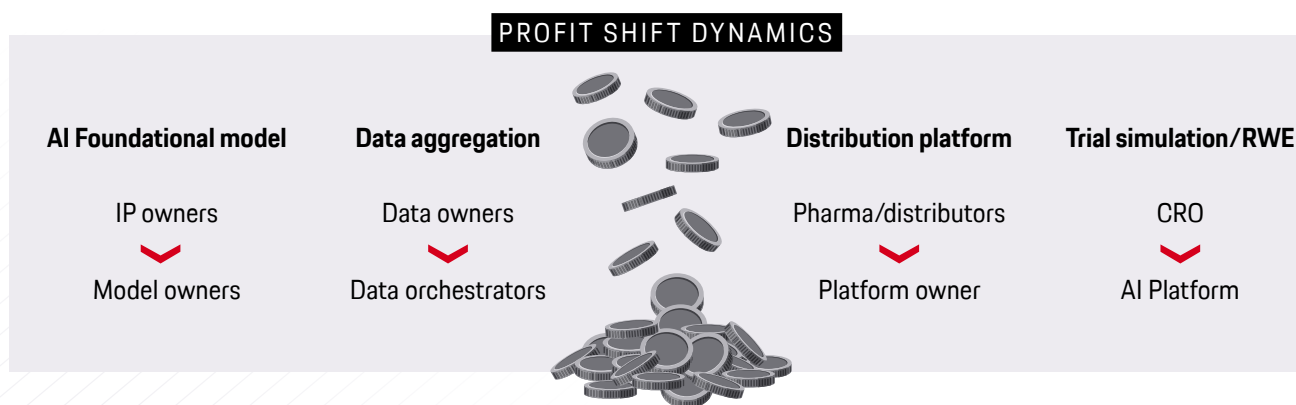 PROFIT SHIFT DYNAMICS
AI Foundational model
IP owners
Model owners
Data aggregation
Data owners
Data orchestrators
Distribution platform
Pharma/distributors
Platform owner
Trial simulation/RWE
CRO
AI Platform